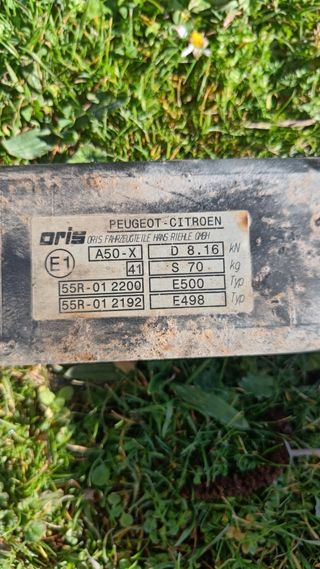 PEUGEOT-CITROEN
oris ORIS FAHRZEUGTEILE HANS RIEHLE GMBH
E1 A50-X D 8.16 kN
41 S 70 kg
55R-01 2200 E500 Typ
55R-01 2192 E498 Typ